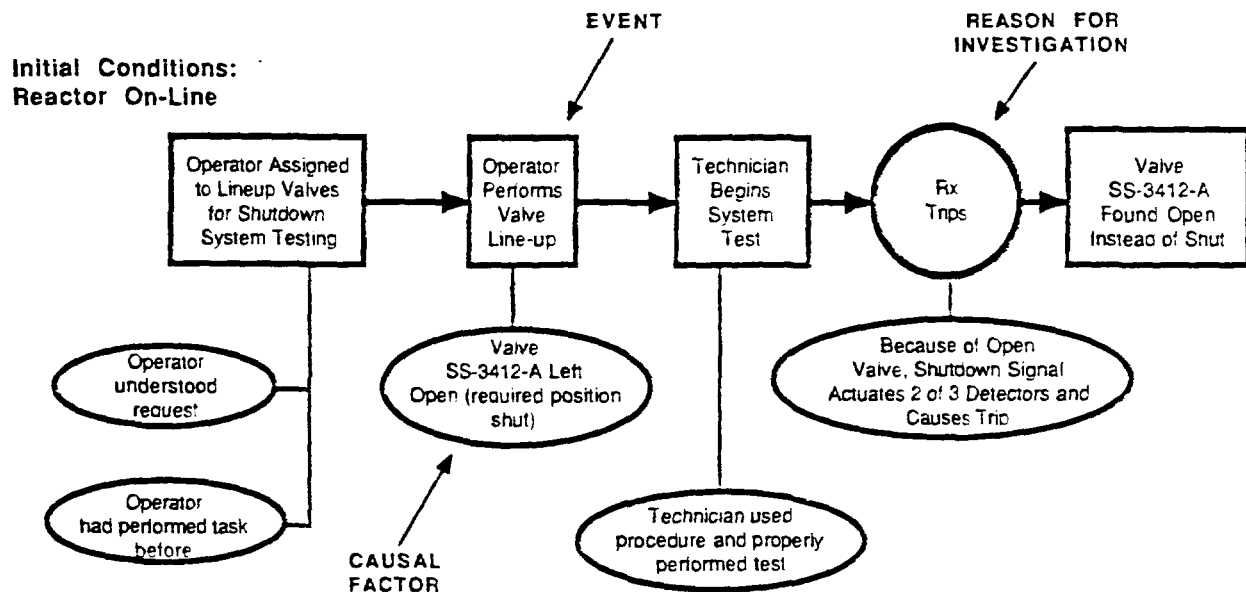 EVENT
REASON FOR
INVESTIGATION
Initial Conditions:
Reactor On-Line
Operator Assigned
to Lineup Valves
for Shutdown
System Testing
Operator
Performs
Valve
Line-up
Technician
Begins
System
Test
Rx
Trips
Valve
SS-3412-A
Found Open
Instead of Shut
Operator
understood
request
Operator
had performed task
before
Valve
SS-3412-A Left
Open (required position
shut)
CAUSAL
FACTOR
Technician used
procedure and properly
performed test
Because of Open
Valve, Shutdown Signal
Actuates 2 of 3 Detectors and
Causes Trip